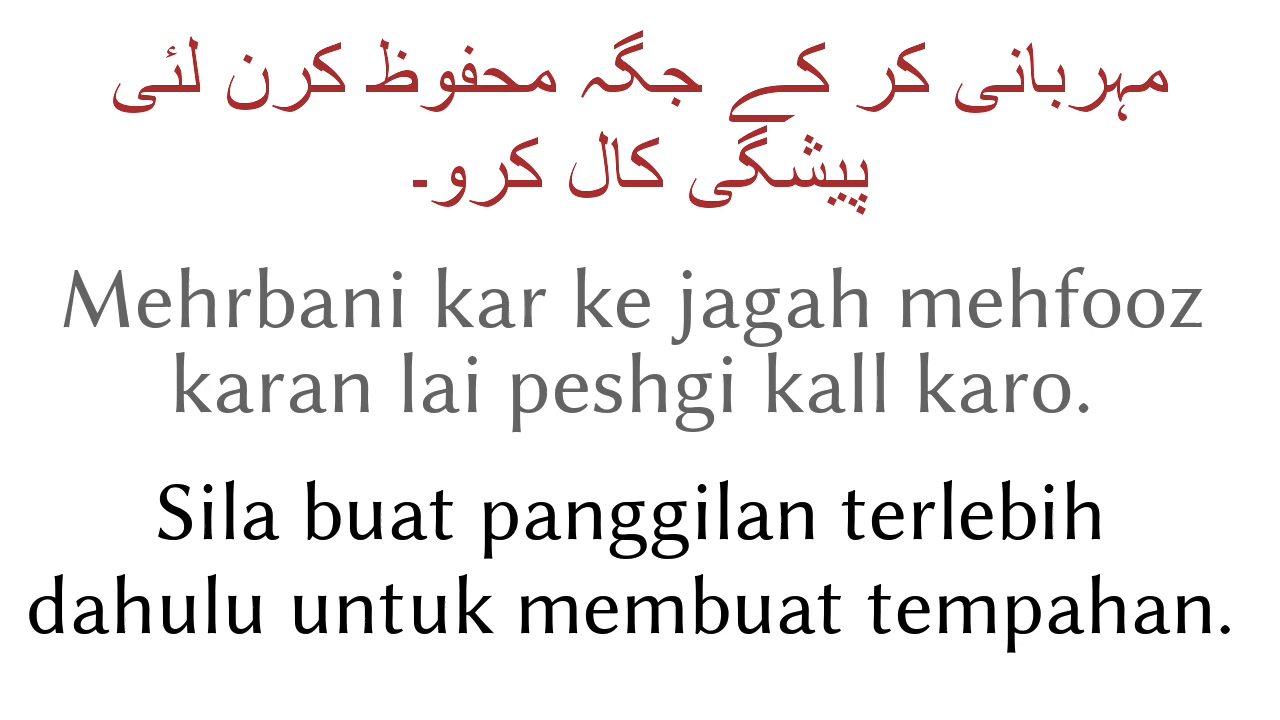 مہربانی کر کے جگہ محفوظ کرن لئی
پیشگی کال کرو۔
Mehrbani kar ke jagah mehfooz
karan lai peshgi kall karo.
Sila buat panggilan terlebih
dahulu untuk membuat tempahan.